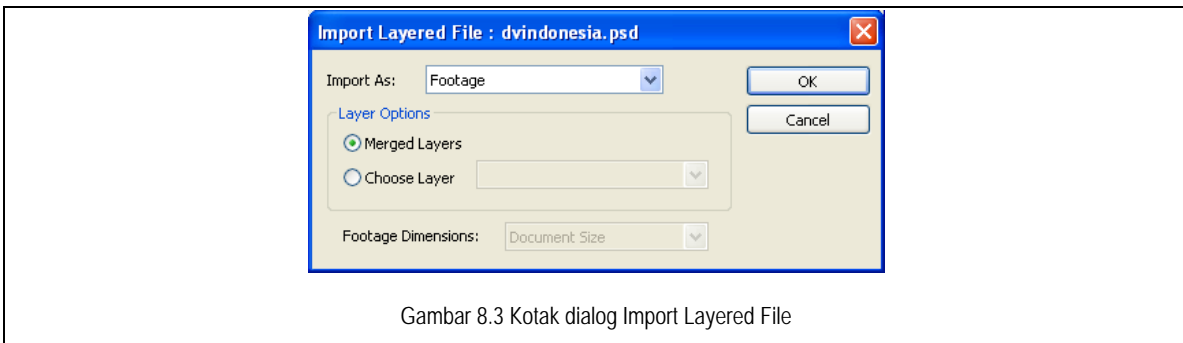 Import Layered File : dvindonesia.psd
Import As: Footage
OK
Layer Options
Cancel
Merged Layers
Choose Layer
Footage Dimensions: Document Size
Gambar 8.3 Kotak dialog Import Layered File